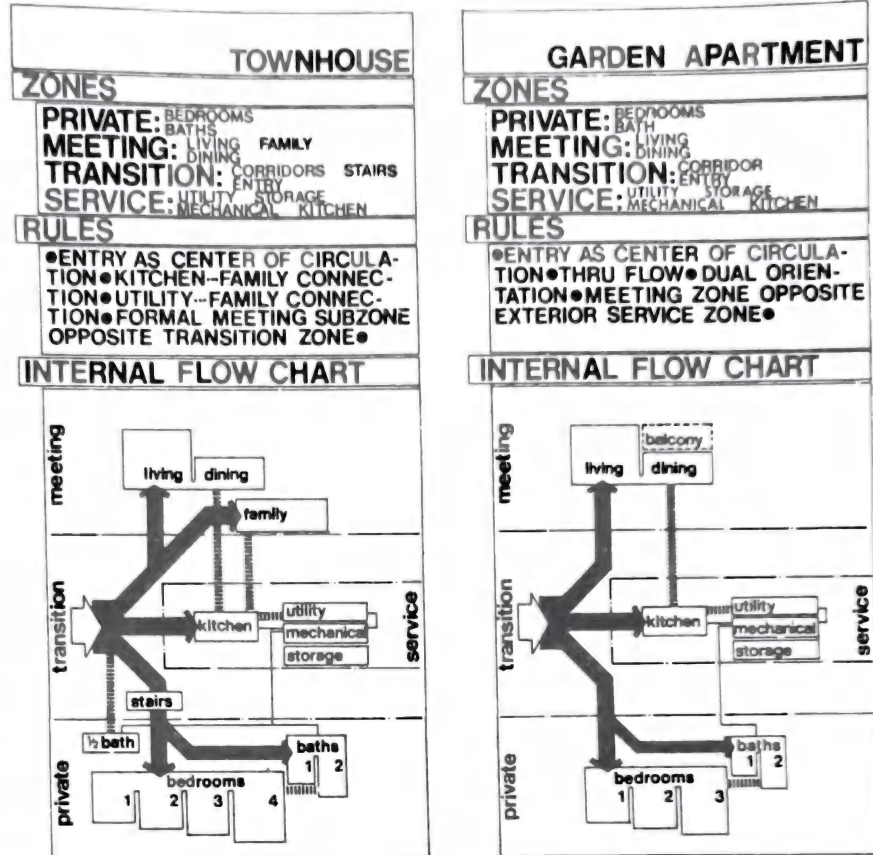 TOWNHOUSE
ZONES
PRIVATE: BEDROOMS
BATHS
MEETING: LIVING FAMILY
DINING
TRANSITION: CORRIDORS STAIRS
ENTRY
SERVICE: UTILITY STORAGE
MECHANICAL KITCHEN
RULES
●ENTRY AS CENTER OF CIRCULA-
TION●KITCHEN--FAMILY CONNEC-
TION●UTILITY--FAMILY CONNEC-
TION●FORMAL MEETING SUBZONE
OPPOSITE TRANSITION ZONE●
INTERNAL FLOW CHART
meeting
living dining
family
transition
kitchen
utility
mechanical
storage
service
stairs
½ bath
baths
1 2
private
bedrooms
1 2 3 4
GARDEN APARTMENT
ZONES
PRIVATE: BEDROOMS
BATH
MEETING: LIVING
DINING
TRANSITION: CORRIDOR
ENTRY
SERVICE: UTILITY STORAGE
MECHANICAL KITCHEN
RULES
●ENTRY AS CENTER OF CIRCULA-
TION●THRU FLOW●DUAL ORIEN-
TATION●MEETING ZONE OPPOSITE
EXTERIOR SERVICE ZONE●
INTERNAL FLOW CHART
meeting
balcony
living dining
transition
kitchen
utility
mechanical
storage
service
baths
1 2
private
bedrooms
1 2 3